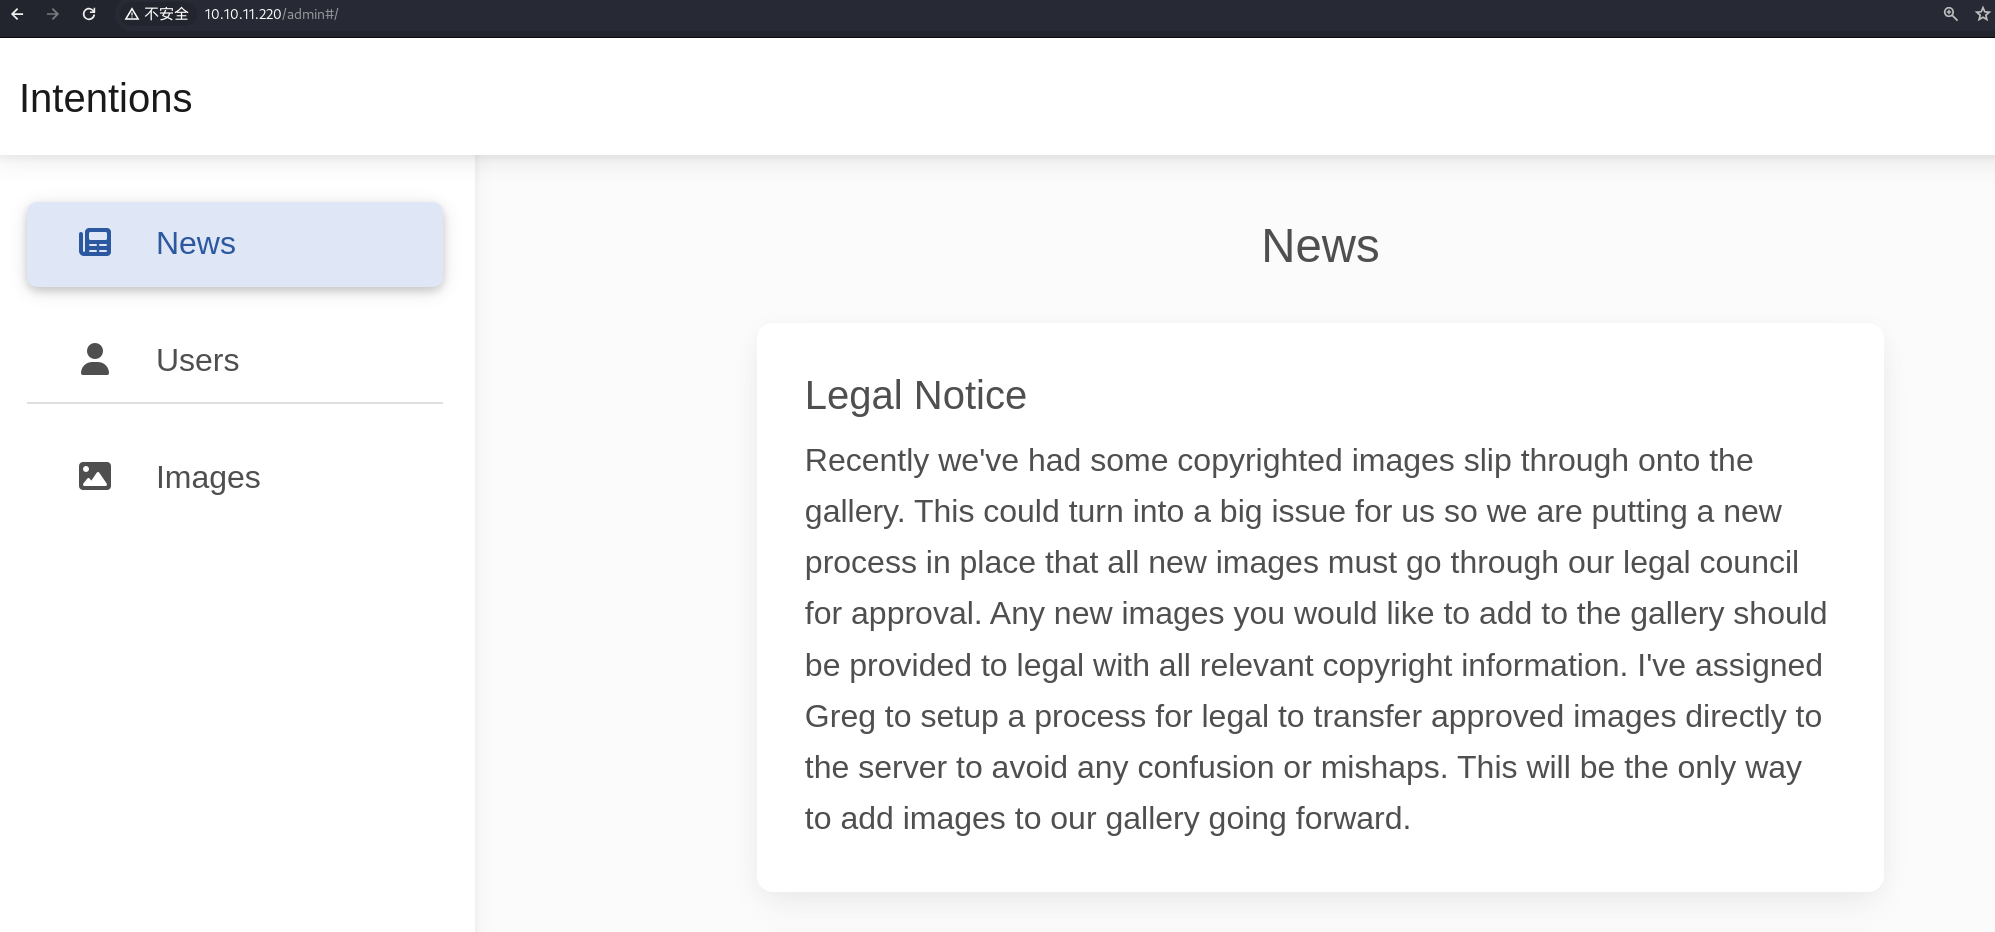 不安全 10.10.11.220/admin#/
Intentions
News
Users
Images
News
Legal Notice
Recently we've had some copyrighted images slip through onto the
gallery. This could turn into a big issue for us so we are putting a new
process in place that all new images must go through our legal council
for approval. Any new images you would like to add to the gallery should
be provided to legal with all relevant copyright information. I've assigned
Greg to setup a process for legal to transfer approved images directly to
the server to avoid any confusion or mishaps. This will be the only way
to add images to our gallery going forward.